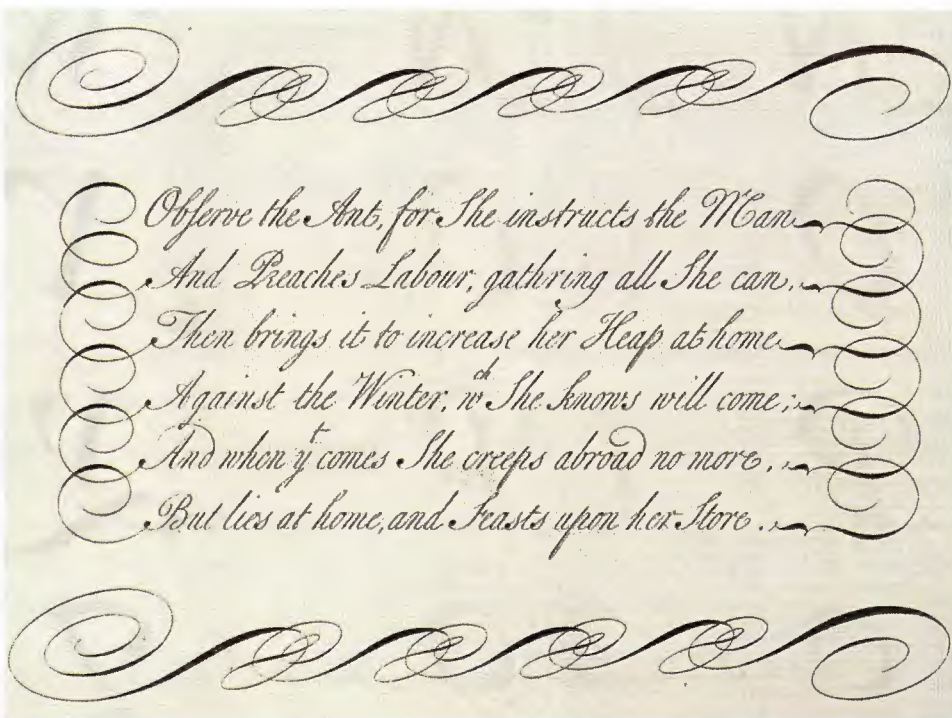 Obſerve the Ant, for She instructs the Man
And Preaches Labour, gathring all She can,
Then brings it to increase her Heap at home
Against the Winter, wch She knows will come;
And when yt comes She creeps abroad no more,
But lies at home, and Feasts upon her Store.